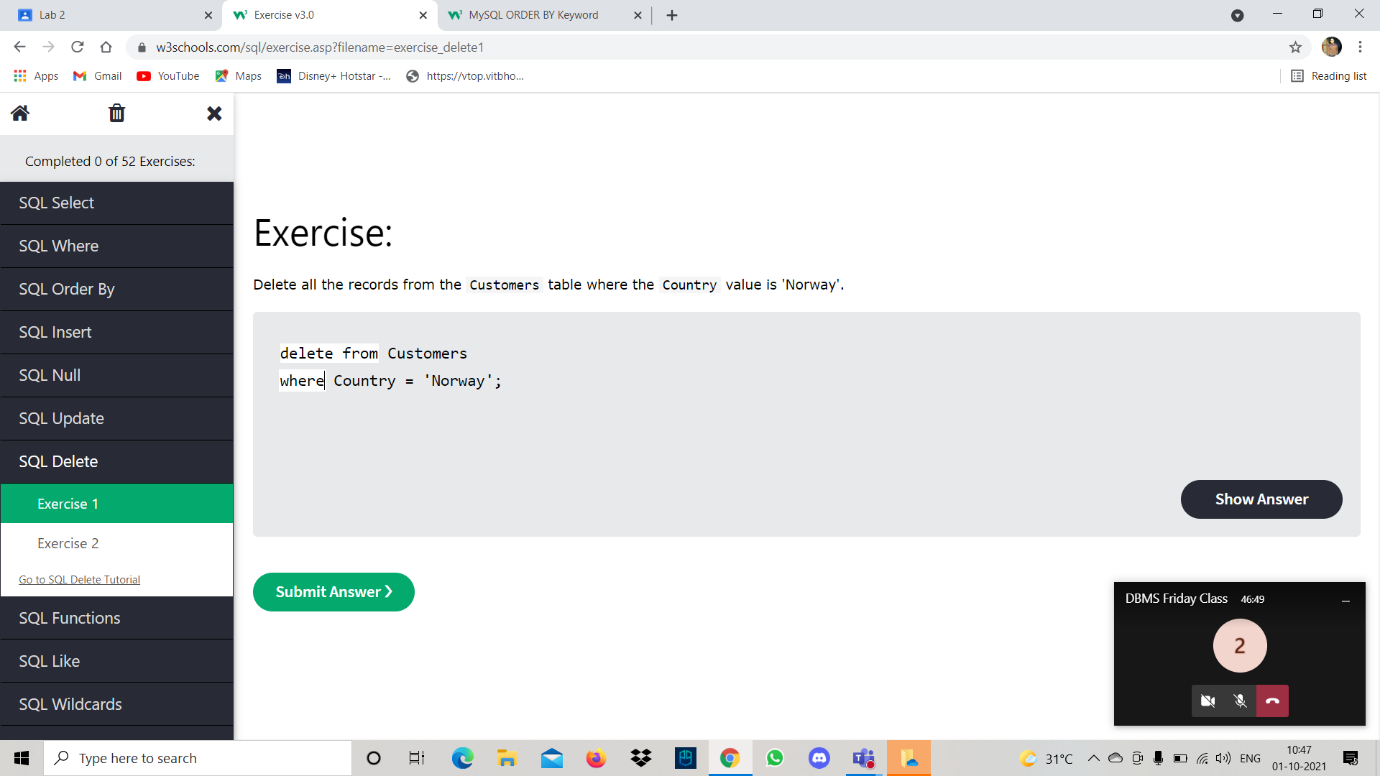 Lab 2
Exercise v3.0
MySQL ORDER BY Keyword
w3schools.com/sql/exercise.asp?filename=exercise_delete1
Apps
Gmail
YouTube
Maps
Disney+ Hotstar -...
https://vtop.vitbho...
Reading list
Completed 0 of 52 Exercises:
SQL Select
SQL Where
SQL Order By
SQL Insert
SQL Null
SQL Update
SQL Delete
Exercise 1
Exercise 2
Go to SQL Delete Tutorial
SQL Functions
SQL Like
SQL Wildcards
Exercise:
Delete all the records from the Customers table where the Country value is 'Norway'.
delete from Customers
where Country = 'Norway';
Show Answer
Submit Answer ❯
DBMS Friday Class 46:49
2
Type here to search
31°C
ENG
10:47
01-10-2021